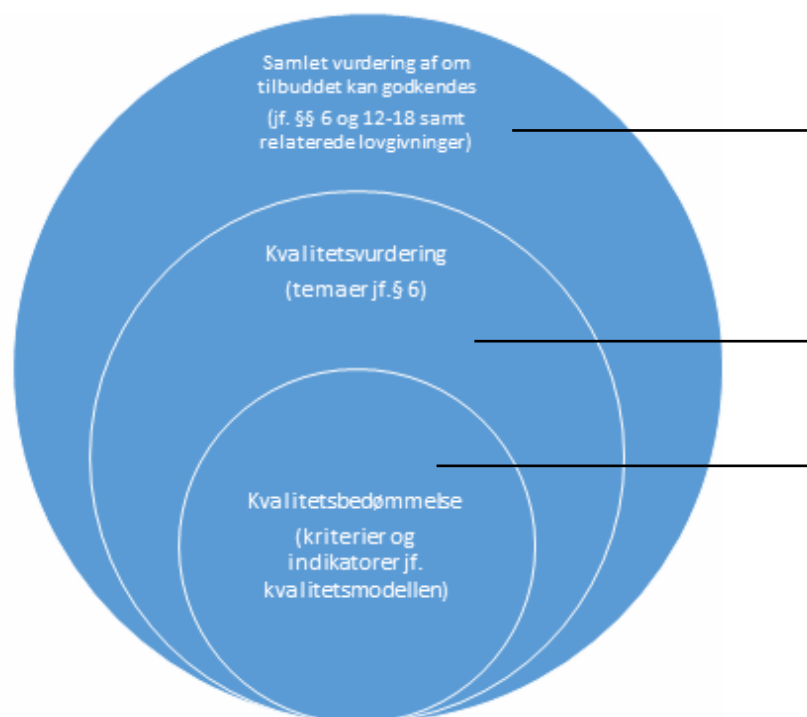 Samlet vurdering af om
tilbuddet kan godkendes
(jf. §§ 6 og 12-18 samt
relaterede lovgivninger)
Kvalitetsvurdering
(temaer jf.§ 6)
Kvalitetsbedømmelse
(kriterier og
indikatorer jf.
kvalitetsmodellen)